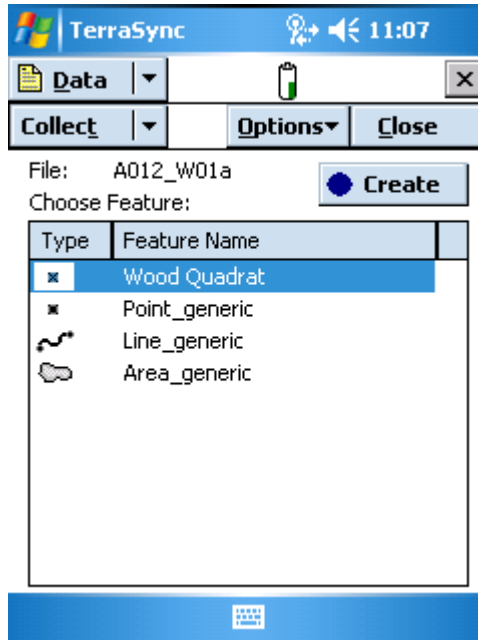 TerraSync 11:07
Data
Collect Options Close
File: A012_W01a
Create
Choose Feature:
Type Feature Name
Wood Quadrat
Point_generic
Line_generic
Area_generic